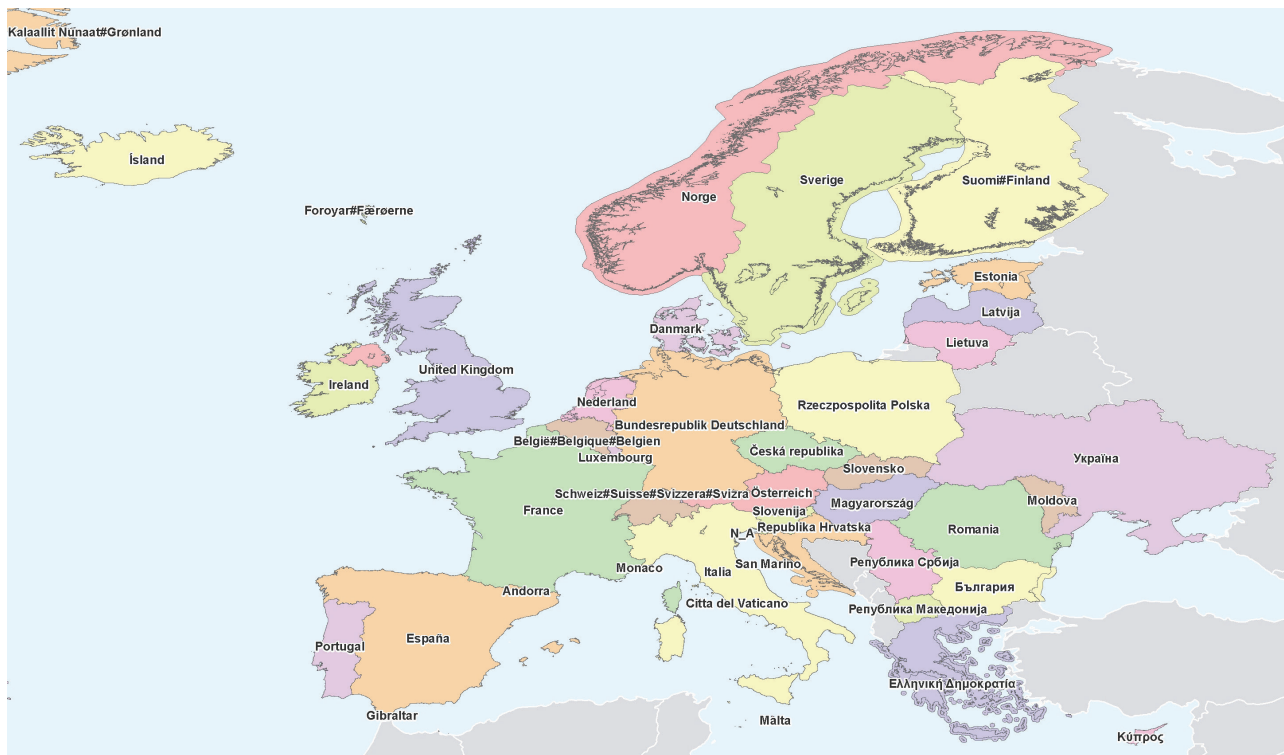 Kalaallit Nunaat#Grønland
Ísland
Foroyar#Færøerne
Norge
Sverige
Suomi#Finland
Estonia
Latvija
Lietuva
Danmark
United Kingdom
Ireland
Nederland
Bundesrepublik Deutschland
Rzeczpospolita Polska
België#Belgique#Belgien
Luxembourg
Česká republika
Slovensko
Україна
Schweiz#Suisse#Svizzera#Svizra
Österreich
Magyarország
Moldova
France
Slovenija
Republika Hrvatska
Romania
N_A
San Marino
Monaco
Italia
Република Србија
България
Andorra
Citta del Vaticano
Република Македонија
Portugal
España
Ελληνική Δημοκρατία
Gibraltar
Malta
Κύπρος